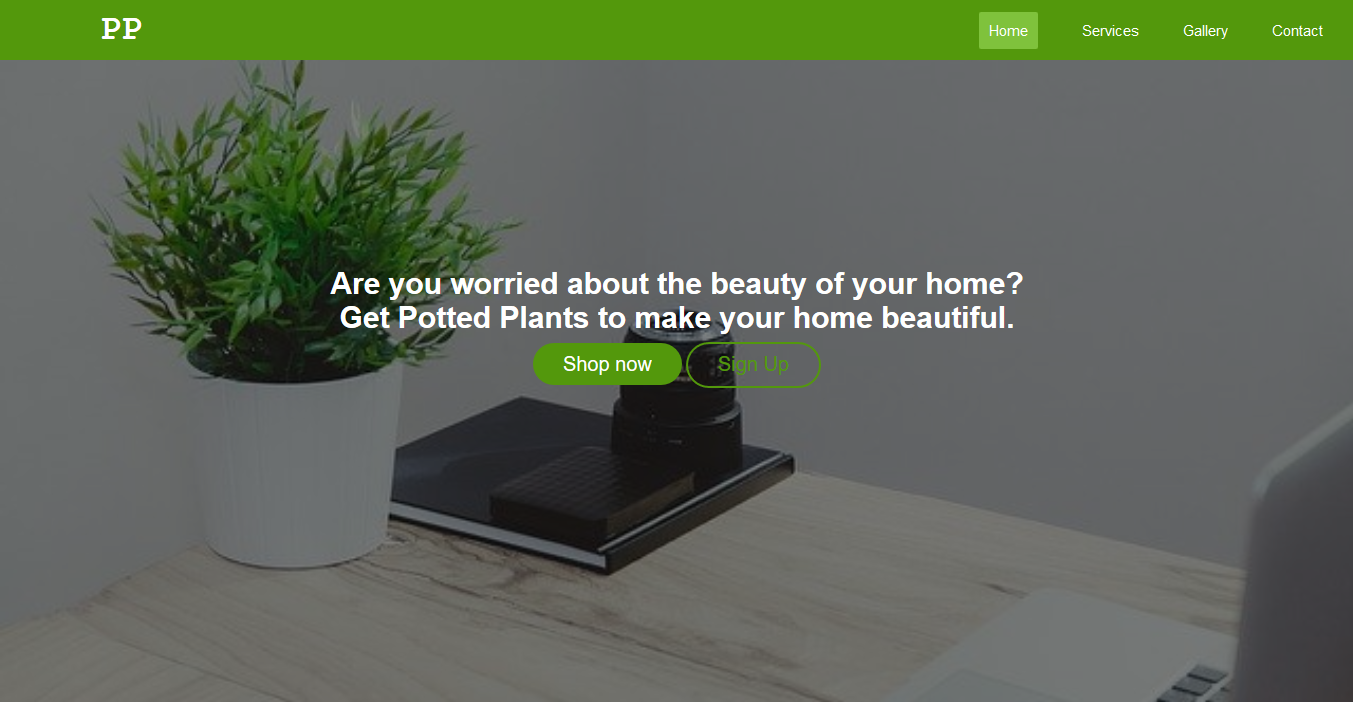 PP
Home
Services
Gallery
Contact
Are you worried about the beauty of your home?
Get Potted Plants to make your home beautiful.
Shop now
Sign Up